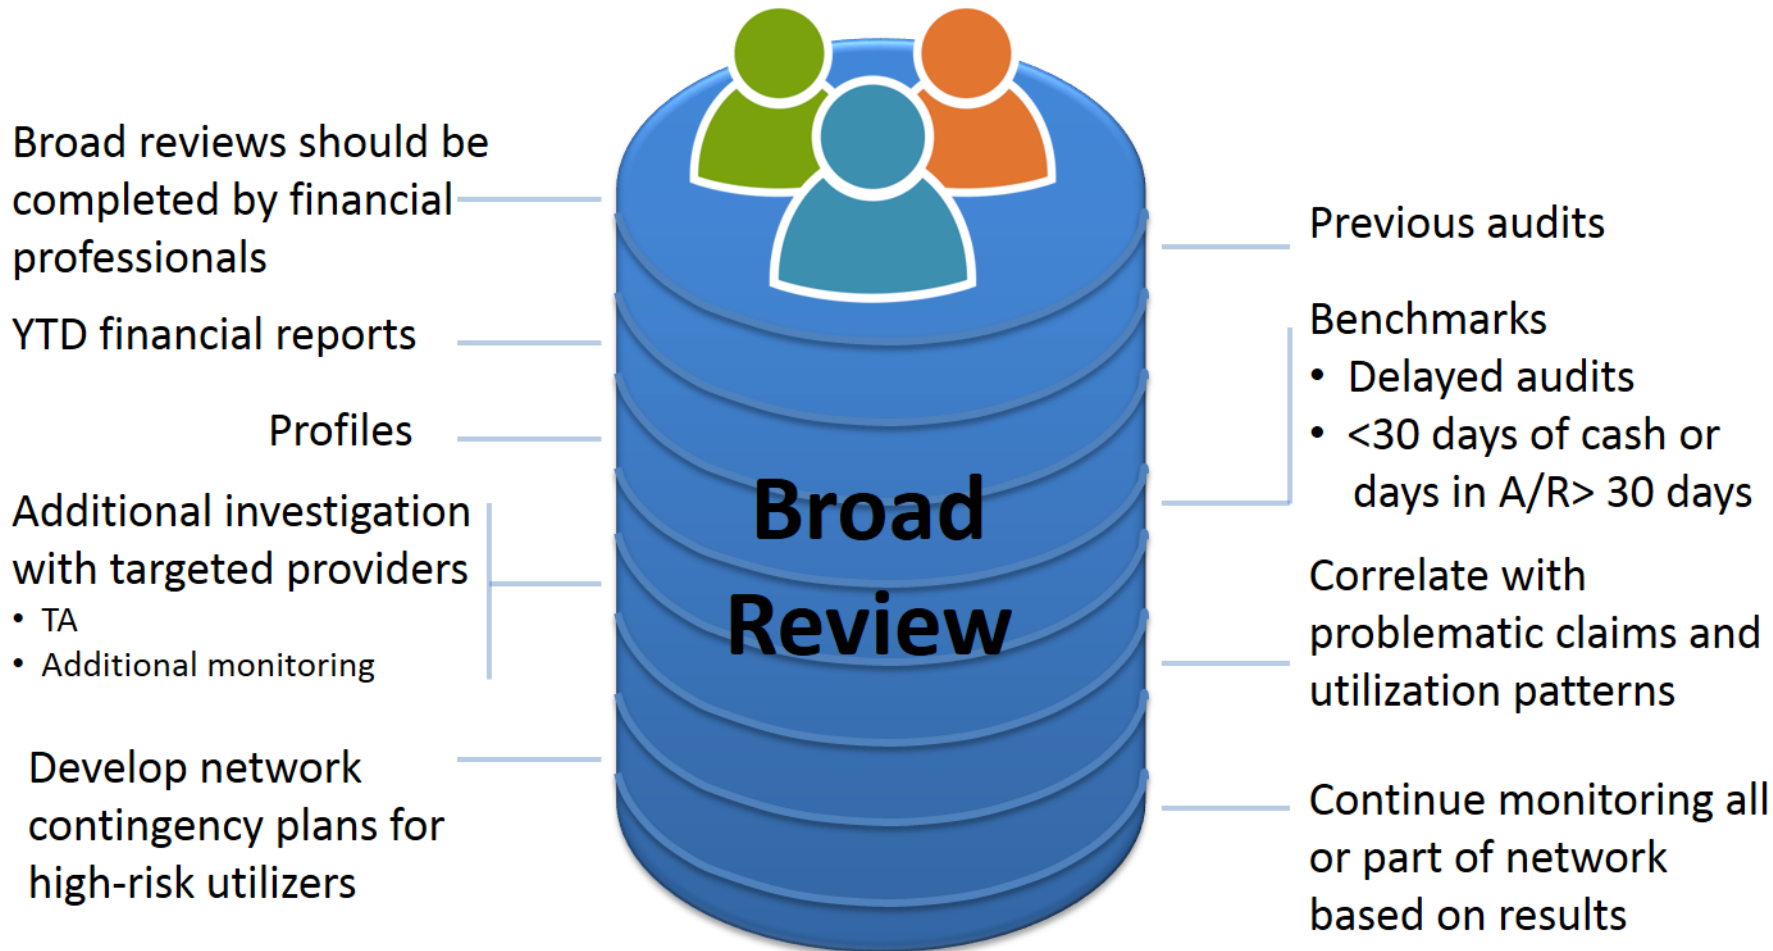 Broad reviews should be
completed by financial
professionals
YTD financial reports
Profiles
Additional investigation
with targeted providers
• TA
• Additional monitoring
Develop network
contingency plans for
high-risk utilizers
Broad
Review
Previous audits
Benchmarks
• Delayed audits
• <30 days of cash or
days in A/R> 30 days
Correlate with
problematic claims and
utilization patterns
Continue monitoring all
or part of network
based on results